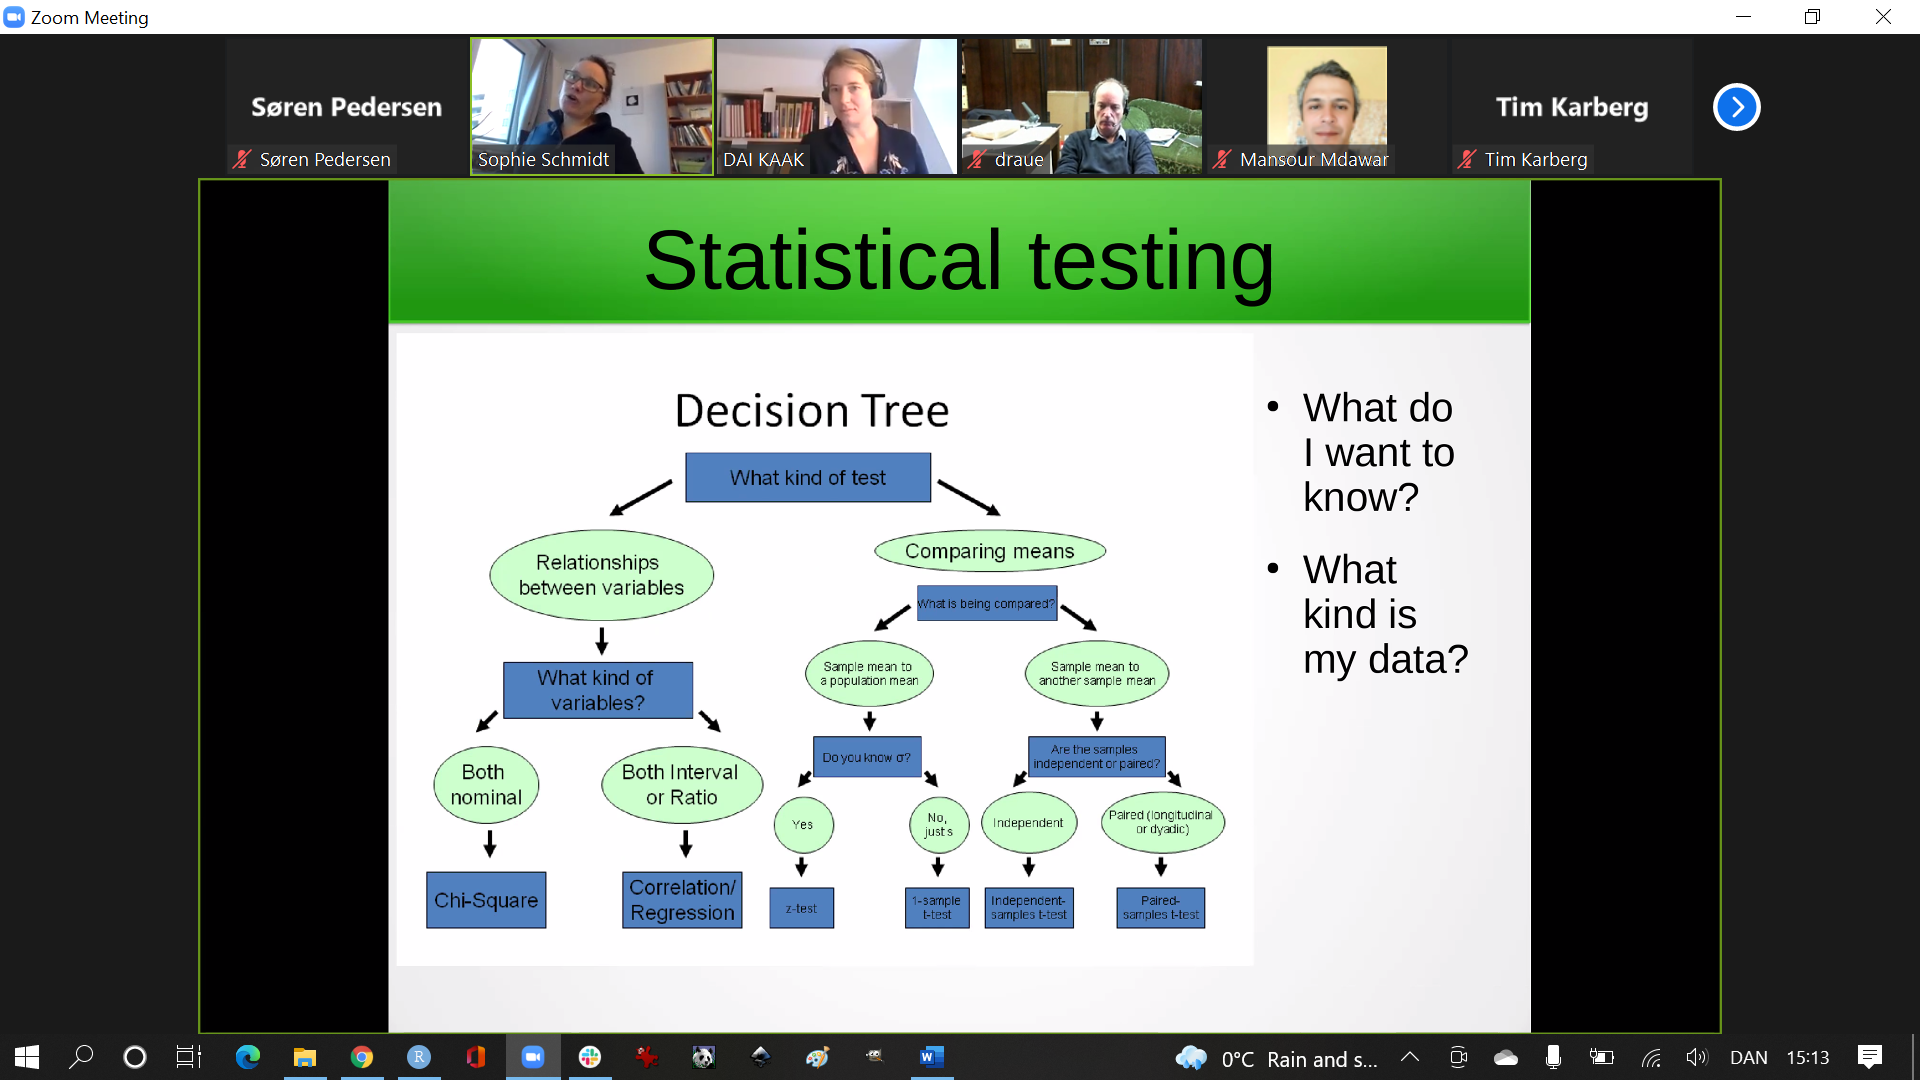 Zoom Meeting
Søren Pedersen
Tim Karberg
Søren Pedersen
Sophie Schmidt
DAI KAAK
draue
Mansour Mdawar
Tim Karberg
Statistical testing
Decision Tree
What kind of test
Relationships
between variables
Comparing means
What is being compared?
What kind of
variables?
Sample mean to
a population mean
Sample mean to
another sample mean
Do you know σ?
Are the samples
independent or paired?
Both
nominal
Both Interval
or Ratio
Yes
No,
just s
Independent
Paired (longitudinal
or dyadic)
Chi-Square
Correlation/
Regression
z-test
1-sample
t-test
Independent-
samples t-test
Paired-
samples t-test
• What do
I want to
know?
• What
kind is
my data?
R
W
0°C Rain and s...
DAN
15:13